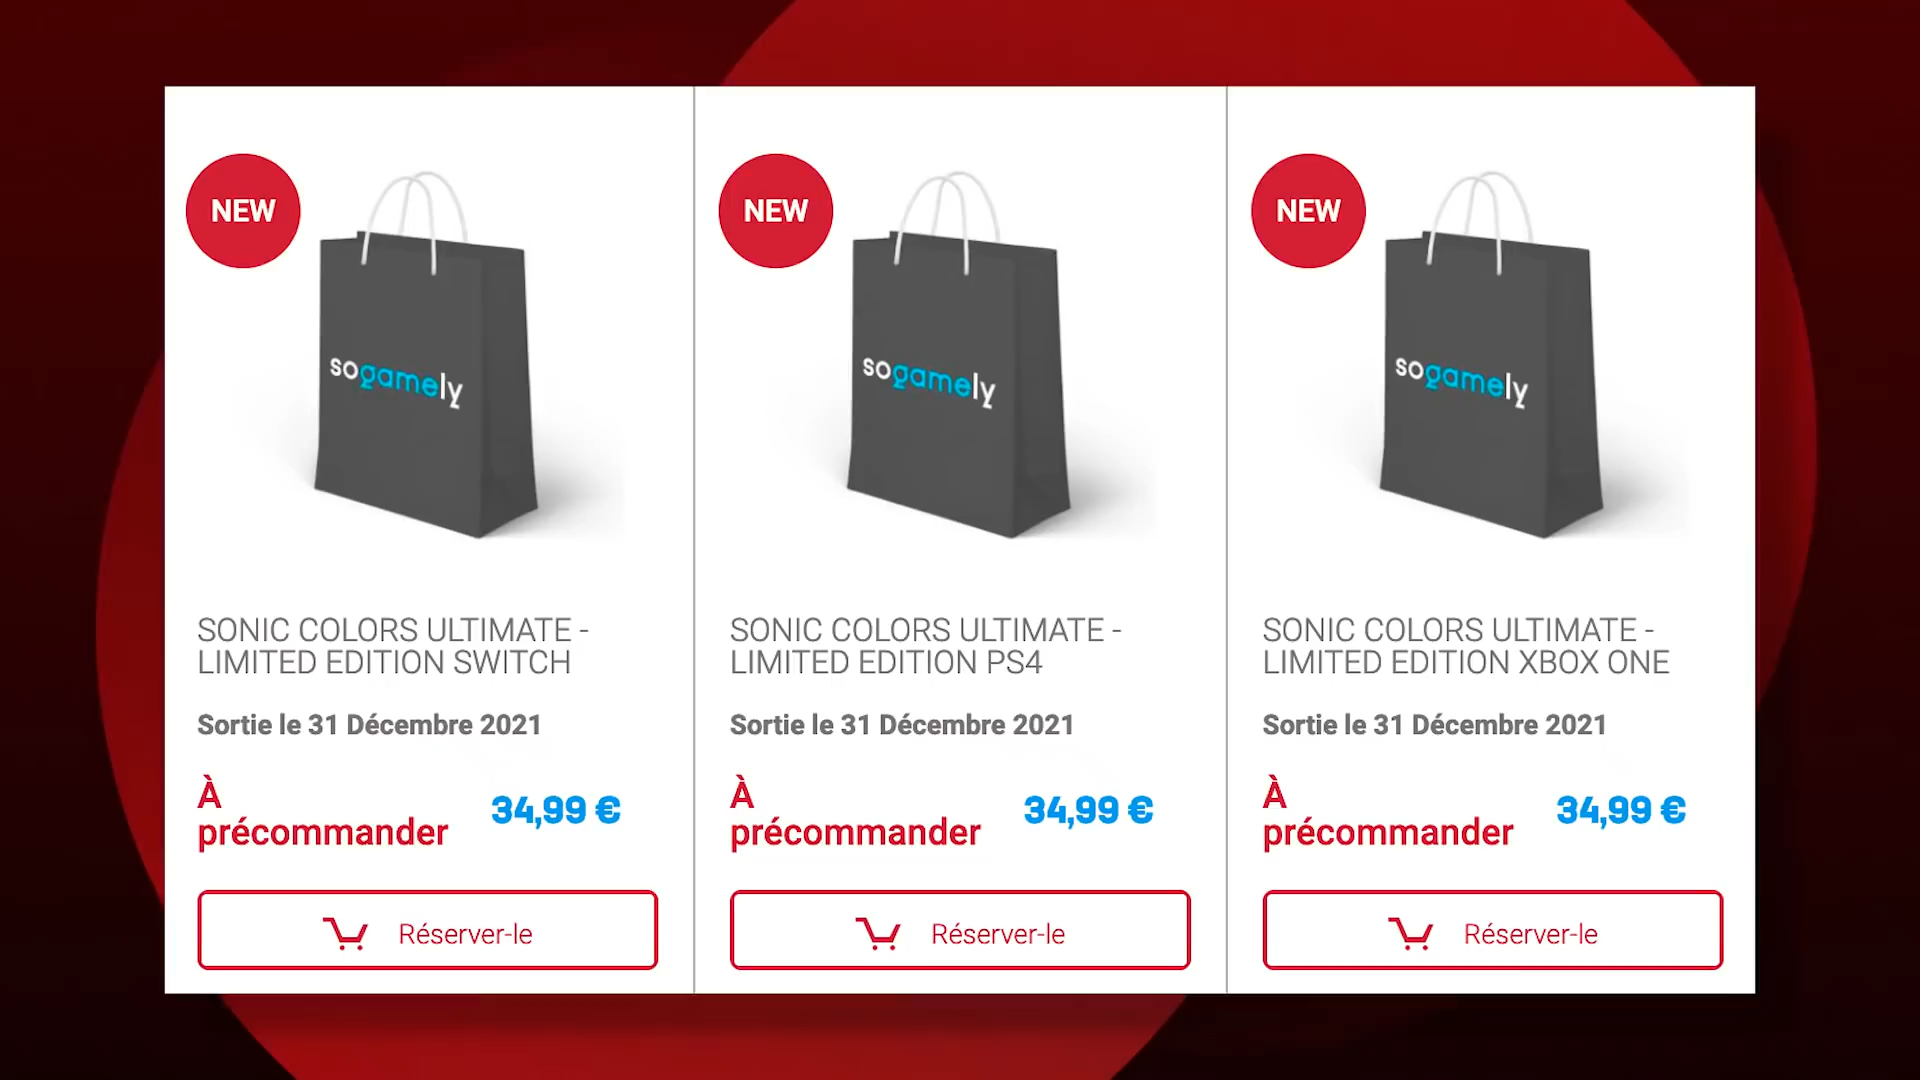 NEW
sogamely
SONIC COLORS ULTIMATE -
LIMITED EDITION SWITCH
Sortie le 31 Décembre 2021
À
précommander
34,99 €
Réserver-le
NEW
sogamely
SONIC COLORS ULTIMATE -
LIMITED EDITION PS4
Sortie le 31 Décembre 2021
À
précommander
34,99 €
Réserver-le
NEW
sogamely
SONIC COLORS ULTIMATE -
LIMITED EDITION XBOX ONE
Sortie le 31 Décembre 2021
À
précommander
34,99 €
Réserver-le